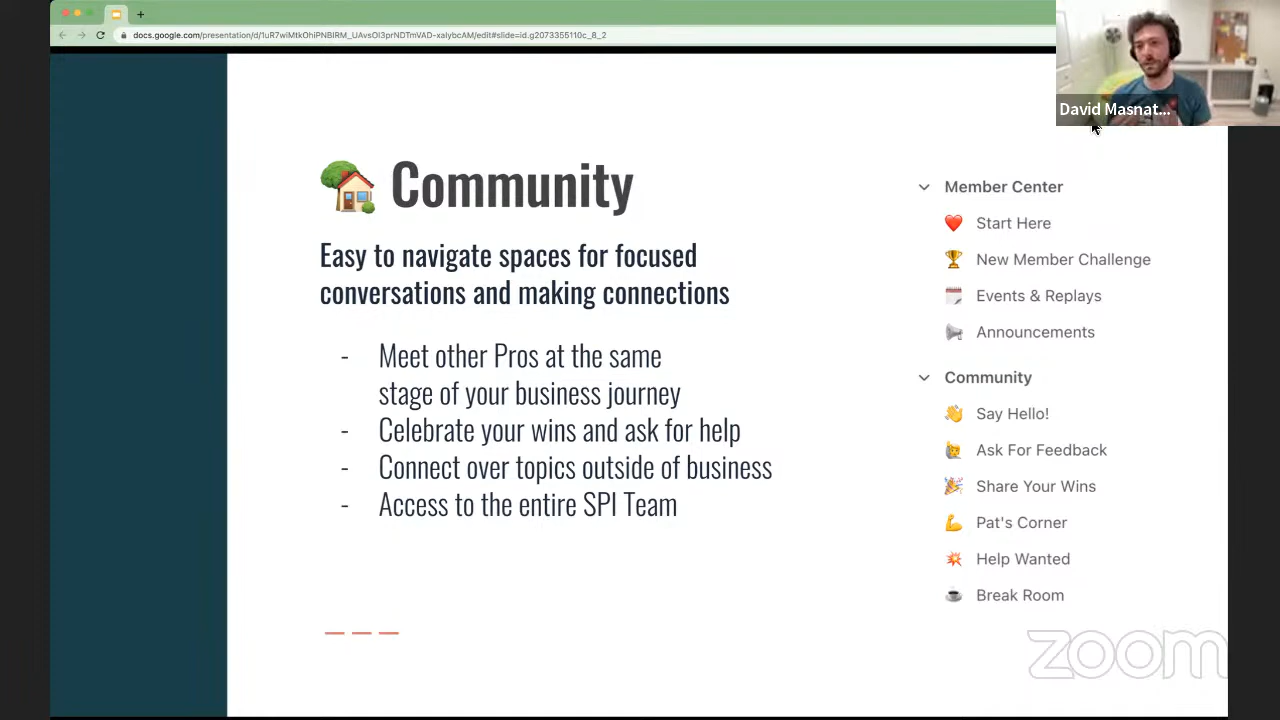 docs.google.com/presentation/d/1uR7wiMtkOhiPNBIRM_UAvsOl3prNDTmVAD-xalybcAM/edit#slide=id.g2073355110c_8_2
David Masnat...
Community
Easy to navigate spaces for focused
conversations and making connections
- Meet other Pros at the same
stage of your business journey
- Celebrate your wins and ask for help
- Connect over topics outside of business
- Access to the entire SPI Team
Member Center
Start Here
New Member Challenge
Events & Replays
Announcements
Community
Say Hello!
Ask For Feedback
Share Your Wins
Pat's Corner
Help Wanted
Break Room
zoom